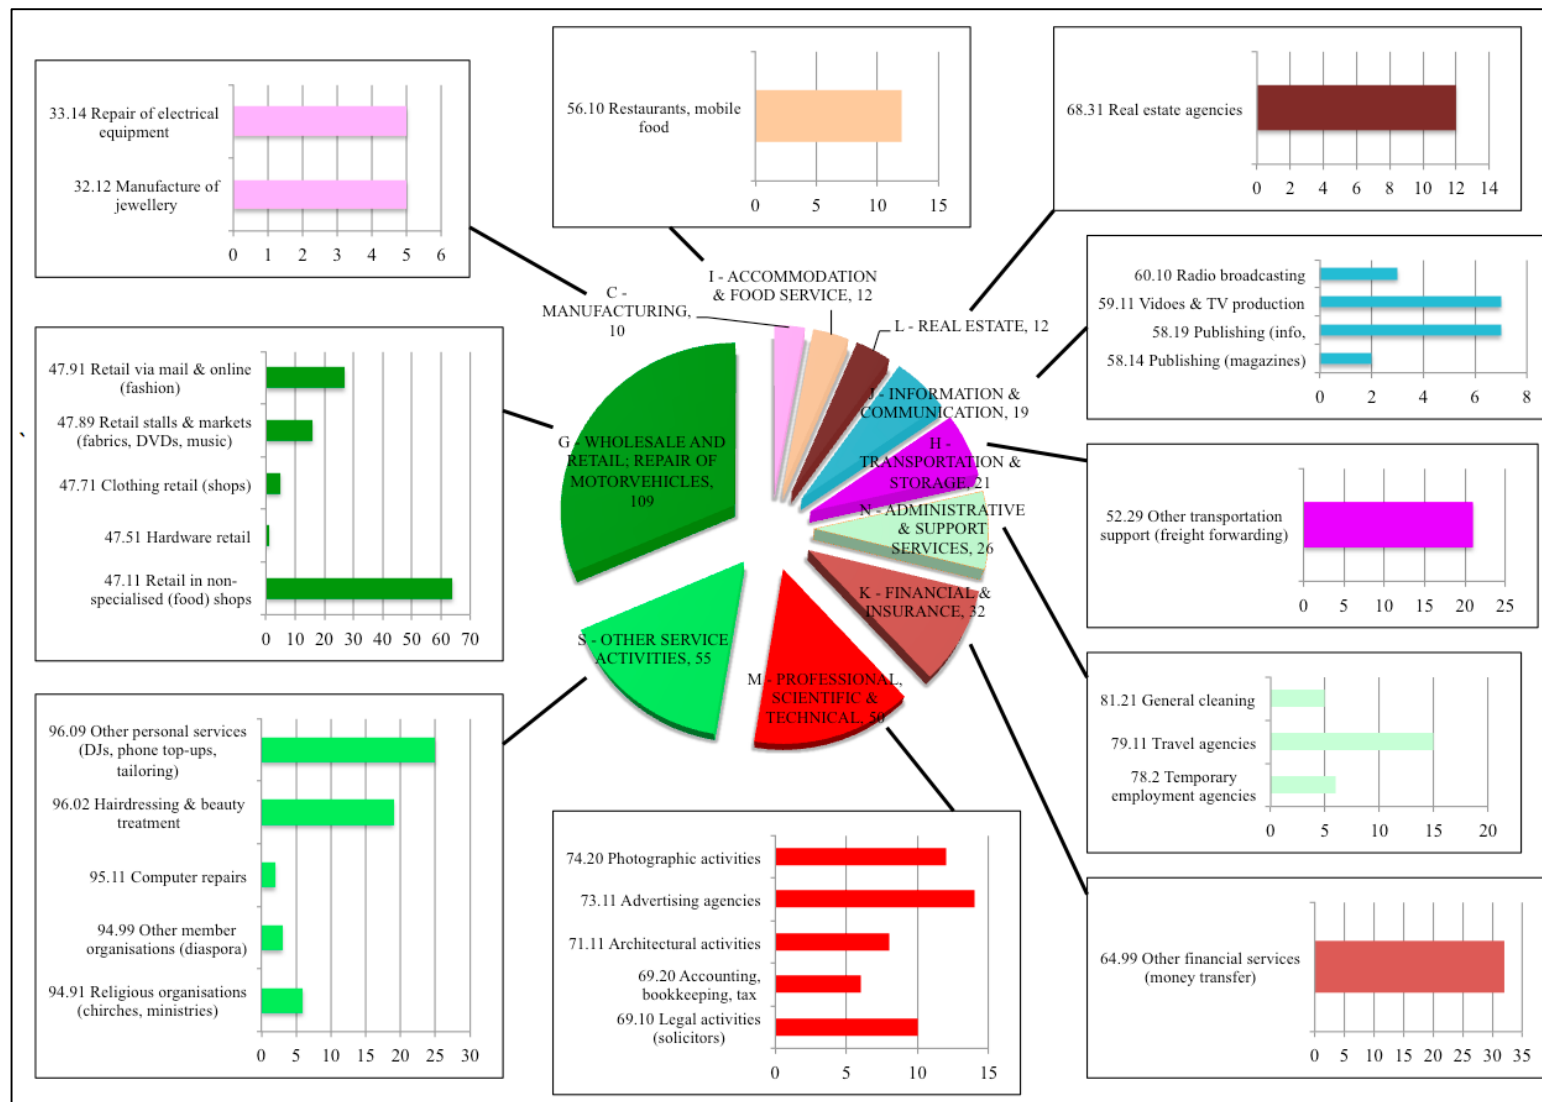 33.14 Repair of electrical
equipment
32.12 Manufacture of
jewellery
0 1 2 3 4 5 6
56.10 Restaurants, mobile
food
0 5 10 15
68.31 Real estate agencies
0 2 4 6 8 10 12 14
60.10 Radio broadcasting
59.11 Vidoes & TV production
58.19 Publishing (info,
58.14 Publishing (magazines)
0 2 4 6 8
47.91 Retail via mail & online
(fashion)
47.89 Retail stalls & markets
(fabrics, DVDs, music)
47.71 Clothing retail (shops)
47.51 Hardware retail
47.11 Retail in non-
specialised (food) shops
0 10 20 30 40 50 60 70
I - ACCOMMODATION
& FOOD SERVICE, 12
C -
MANUFACTURING,
10
L - REAL ESTATE, 12
J - INFORMATION &
COMMUNICATION, 19
H -
TRANSPORTATION &
STORAGE, 21
N - ADMINISTRATIVE
& SUPPORT
SERVICES, 26
K - FINANCIAL &
INSURANCE, 32
M - PROFESSIONAL,
SCIENTIFIC &
TECHNICAL, 50
S - OTHER SERVICE
ACTIVITIES, 55
G - WHOLESALE AND
RETAIL; REPAIR OF
MOTORVEHICLES,
109
52.29 Other transportation
support (freight forwarding)
0 5 10 15 20 25
81.21 General cleaning
79.11 Travel agencies
78.2 Temporary
employment agencies
0 5 10 15 20
96.09 Other personal services
(DJs, phone top-ups,
tailoring)
96.02 Hairdressing & beauty
treatment
95.11 Computer repairs
94.99 Other member
organisations (diaspora)
94.91 Religious organisations
(chirches, ministries)
0 5 10 15 20 25 30
74.20 Photographic activities
73.11 Advertising agencies
71.11 Architectural activities
69.20 Accounting,
bookkeeping, tax
69.10 Legal activities
(solicitors)
0 5 10 15
64.99 Other financial services
(money transfer)
0 5 10 15 20 25 30 35